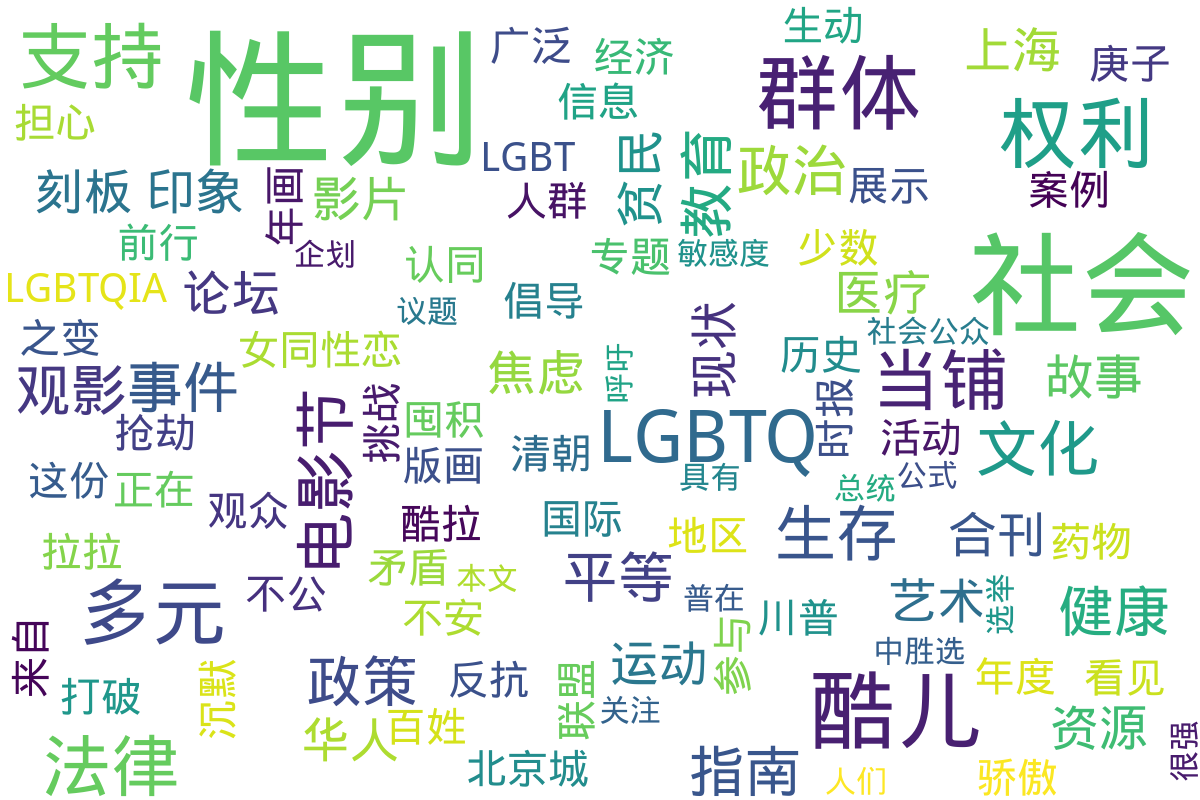 支持
性别
广泛
经济
生动
上海
庚子
担心
信息
群体
权利
LGBT
贫民
教育
政治
展示
案例
刻板 印象
年画
影片
人群
前行
企划
认同
专题
敏感度
少数
社会
LGBTQIA
论坛
议题
倡导
医疗
之变
女同性恋
现状
社会公众
观影
事件
焦虑
呼吁
历史
当铺
故事
抢劫
电影节
挑战
囤积
LGBTQ
时报
活动
文化
这份
正在
版画
清朝
具有
总统
公式
观众
酷拉
国际
地区
生存
合刊
药物
拉拉
矛盾
本文
平等
多元
不公
不安
普在
川普
艺术
选举
健康
来自
政策
反抗
运动
参与
中胜选
打破
沉默
联盟
关注
酷儿
年度
看见
华人
百姓
资源
法律
北京城
指南
人们
骄傲
很强